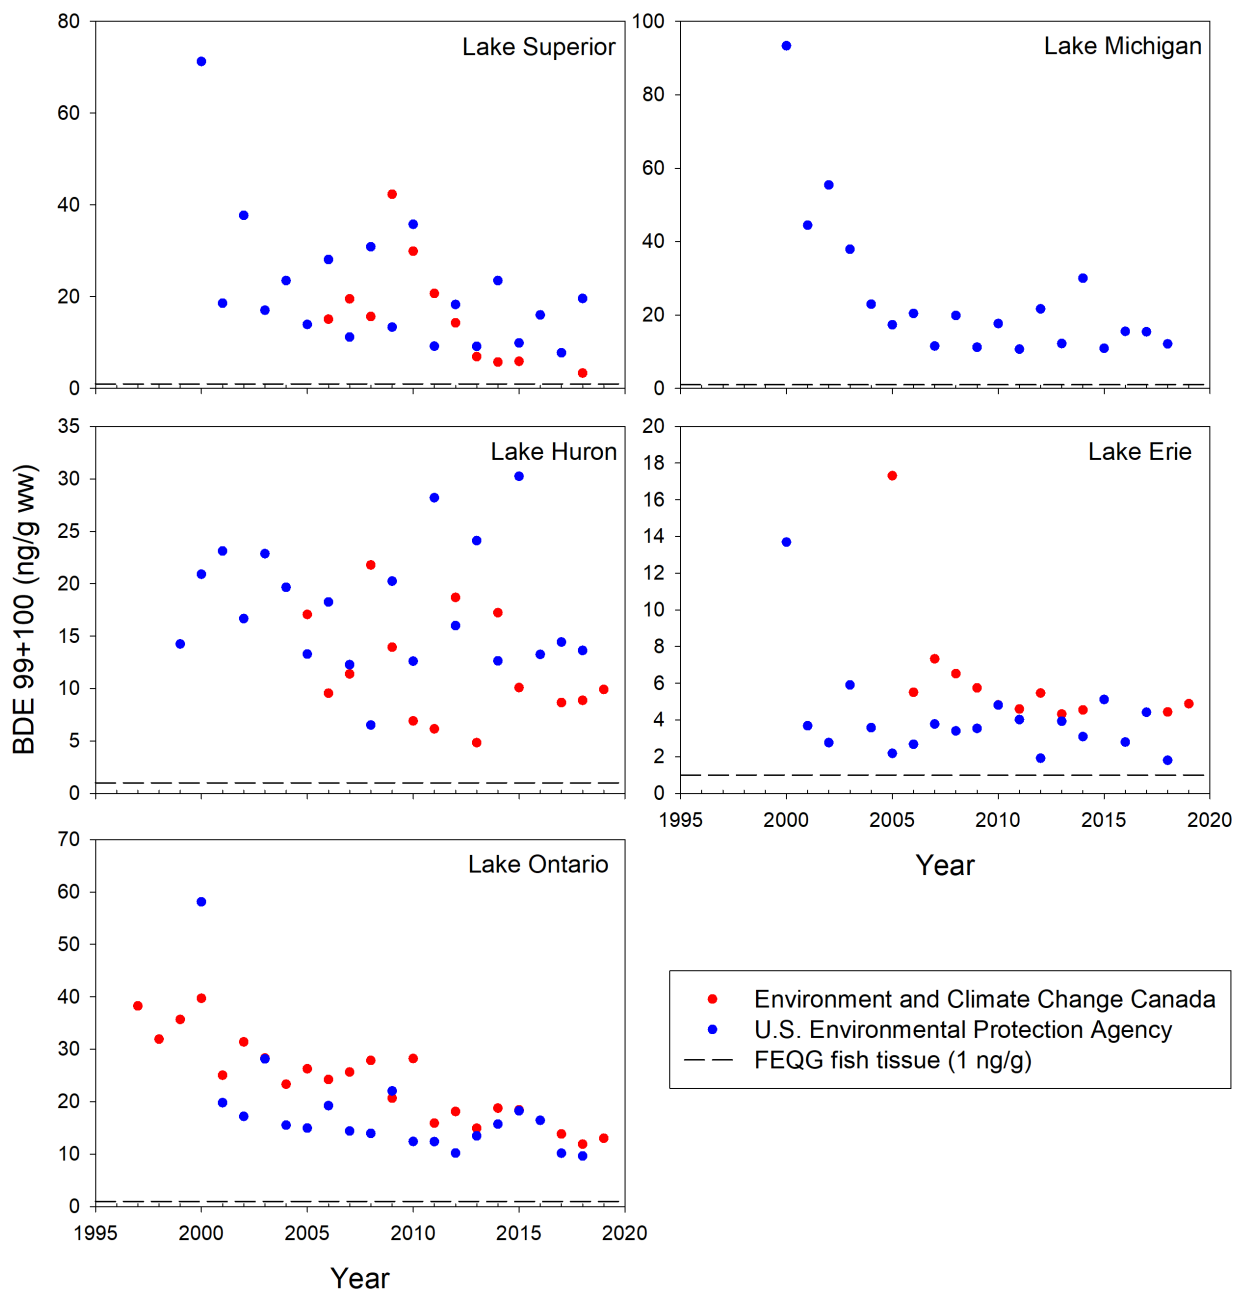 Lake Superior
80
60
40
20
0
Lake Michigan
100
80
60
40
20
0
BDE 99+100 (ng/g ww)
Lake Huron
35
30
25
20
15
10
5
0
Lake Erie
20
18
16
14
12
10
8
6
4
2
0
1995 2000 2005 2010 2015 2020
Year
Lake Ontario
70
60
50
40
30
20
10
0
1995 2000 2005 2010 2015 2020
Year
Environment and Climate Change Canada
U.S. Environmental Protection Agency
FEQG fish tissue (1 ng/g)